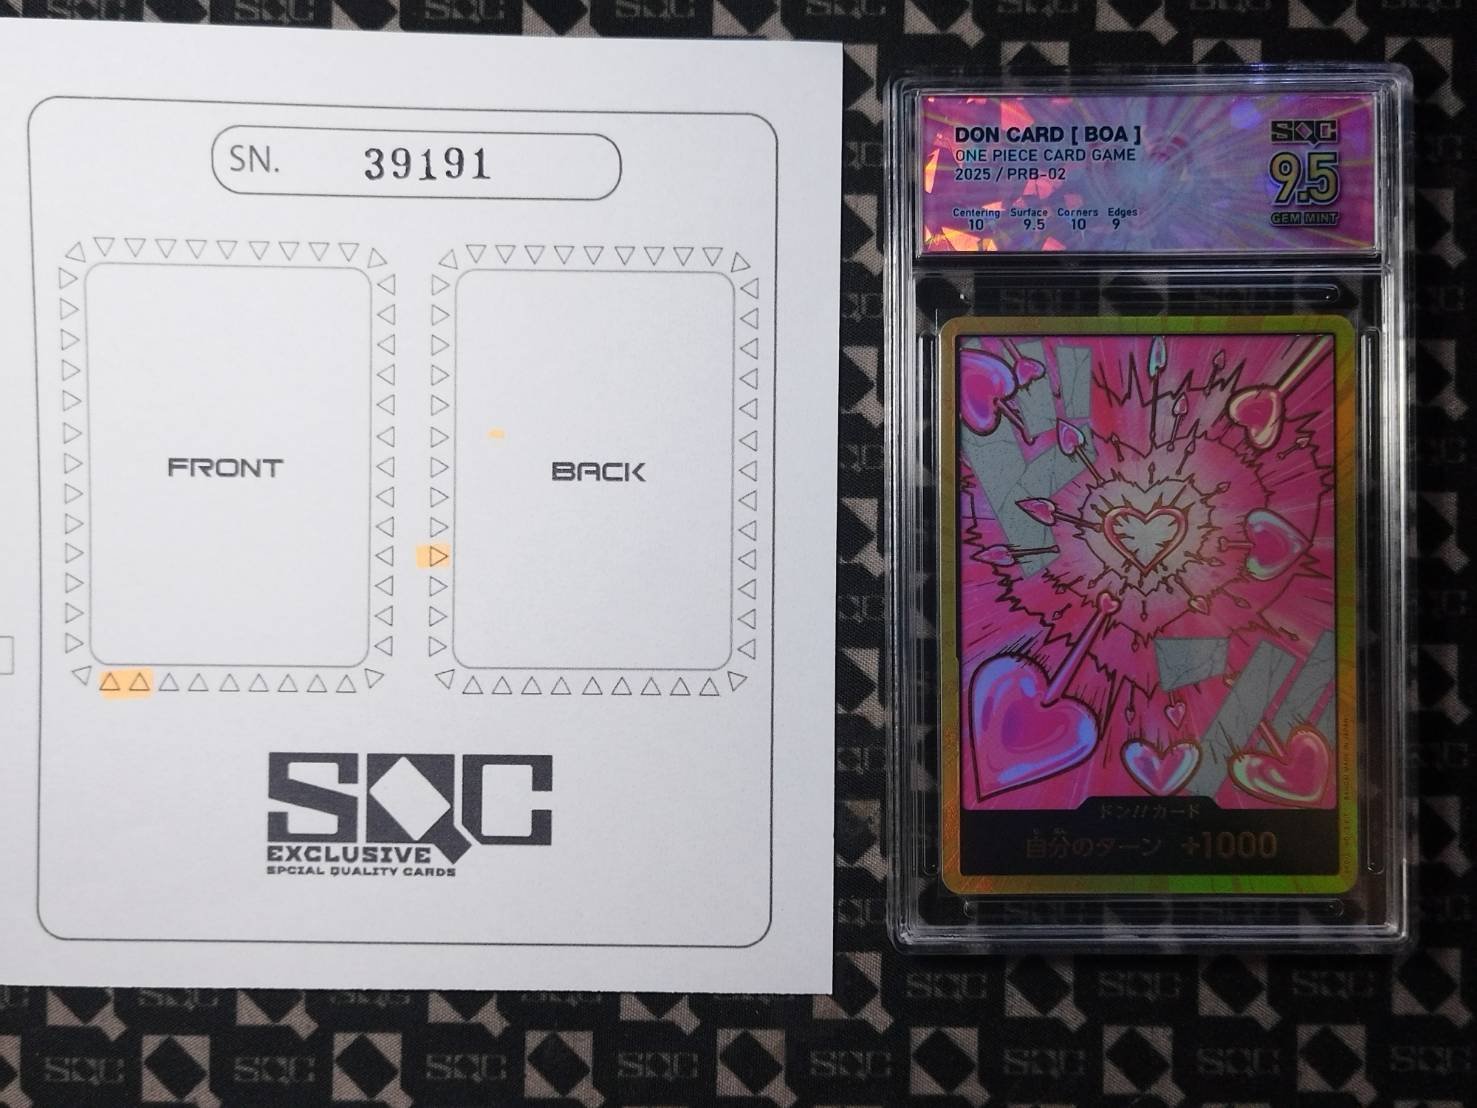 SN. 39191
FRONT
BACK
SQC
EXCLUSIVE
SPCIAL QUALITY CARDS
DON CARD [ BOA ]
ONE PIECE CARD GAME
2025 / PRB-02
Centering Surface Corners Edges
10 9.5 10 9
SQC
9.5
GEM MINT
ドン!!カード
自分のターン +1000